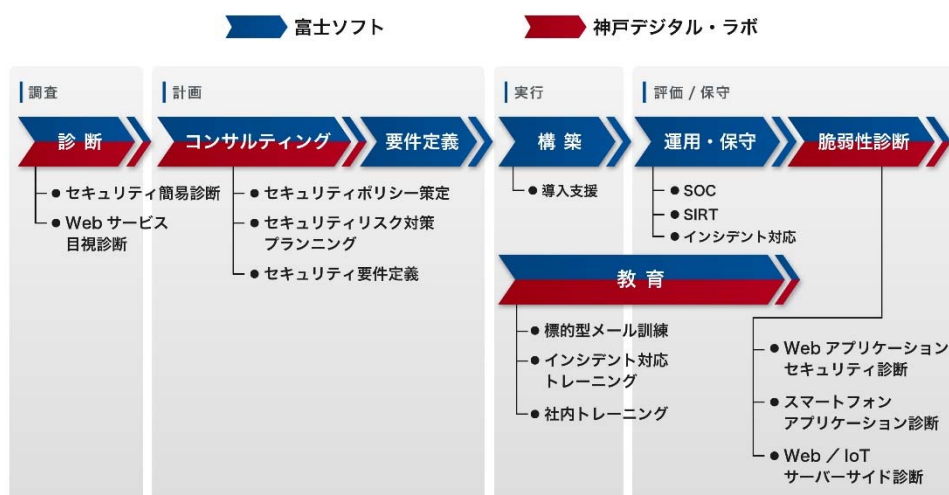 富士ソフト
神戸デジタル・ラボ
調査
計画
実行
評価 / 保守
診断
コンサルティング
要件定義
構築
運用・保守
脆弱性診断
● セキュリティ簡易診断
● Web サービス
目視診断
● セキュリティポリシー策定
● セキュリティリスク対策
プランニング
● セキュリティ要件定義
● 導入支援
● SOC
● SIRT
● インシデント対応
教育
● 標的型メール訓練
● インシデント対応
トレーニング
● 社内トレーニング
● Web アプリケーション
セキュリティ診断
● スマートフォン
アプリケーション診断
● Web ／ IoT
サーバーサイド診断